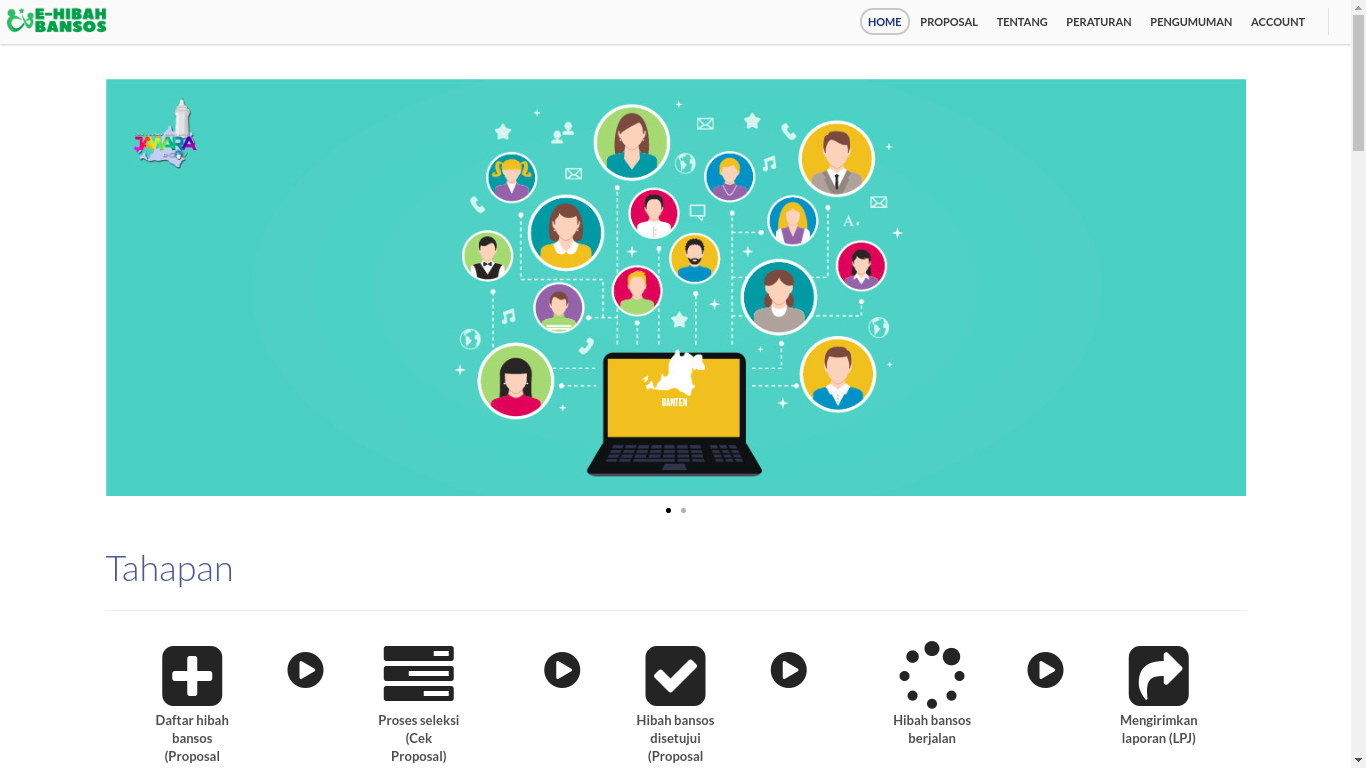 E-HIBAH
BANSOS
HOME PROPOSAL TENTANG PERATURAN PENGUMUMAN ACCOUNT
JAWARA
BANTEN
Tahapan
Daftar hibah
bansos
(Proposal
Proses seleksi
(Cek
Proposal)
Hibah bansos
disetujui
(Proposal
Hibah bansos
berjalan
Mengirimkan
laporan (LPJ)